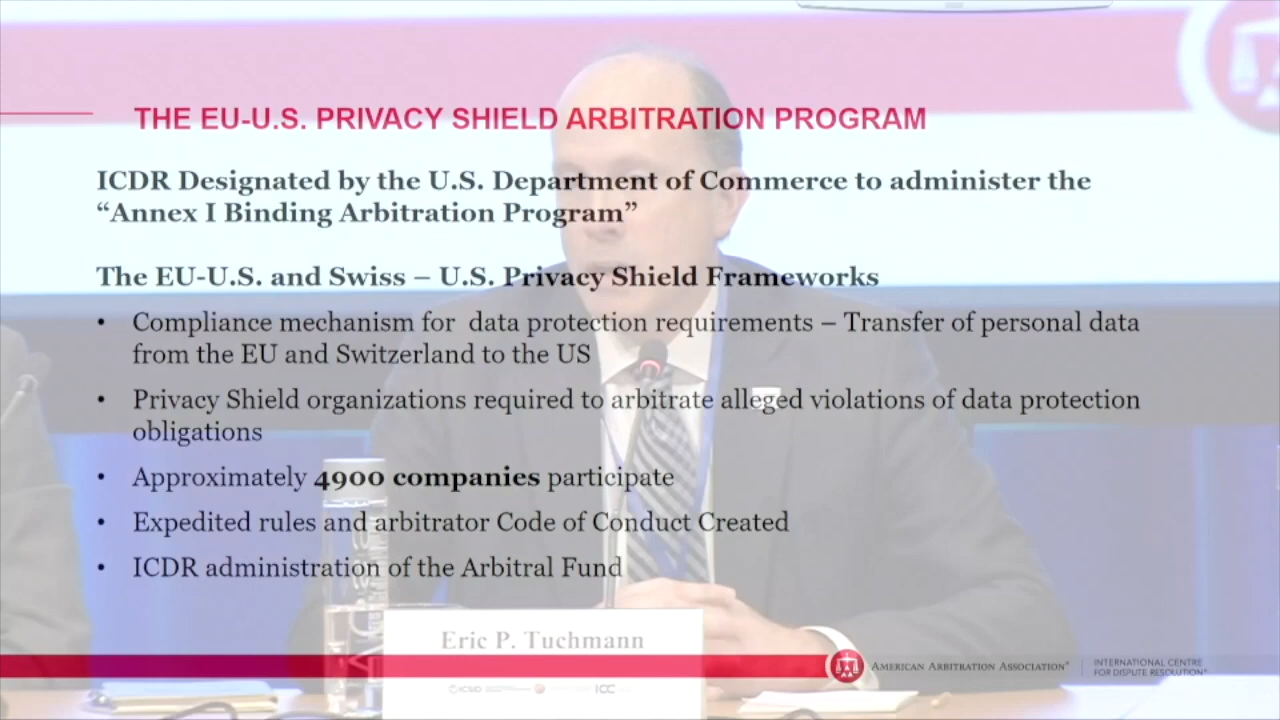 THE EU-U.S. PRIVACY SHIELD ARBITRATION PROGRAM
ICDR Designated by the U.S. Department of Commerce to administer the
“Annex I Binding Arbitration Program”
The EU-U.S. and Swiss – U.S. Privacy Shield Frameworks
• Compliance mechanism for data protection requirements – Transfer of personal data
from the EU and Switzerland to the US
• Privacy Shield organizations required to arbitrate alleged violations of data protection
obligations
• Approximately 4900 companies participate
• Expedited rules and arbitrator Code of Conduct Created
• ICDR administration of the Arbitral Fund
Eric P. Tuchmann
AMERICAN ARBITRATION ASSOCIATION®
INTERNATIONAL CENTRE
FOR DISPUTE RESOLUTION®
ICSID
ICC